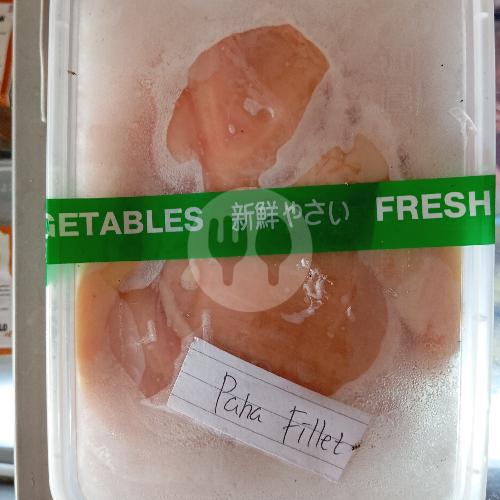 GETABLES 新鮮やさい FRESH
Paha Fillet